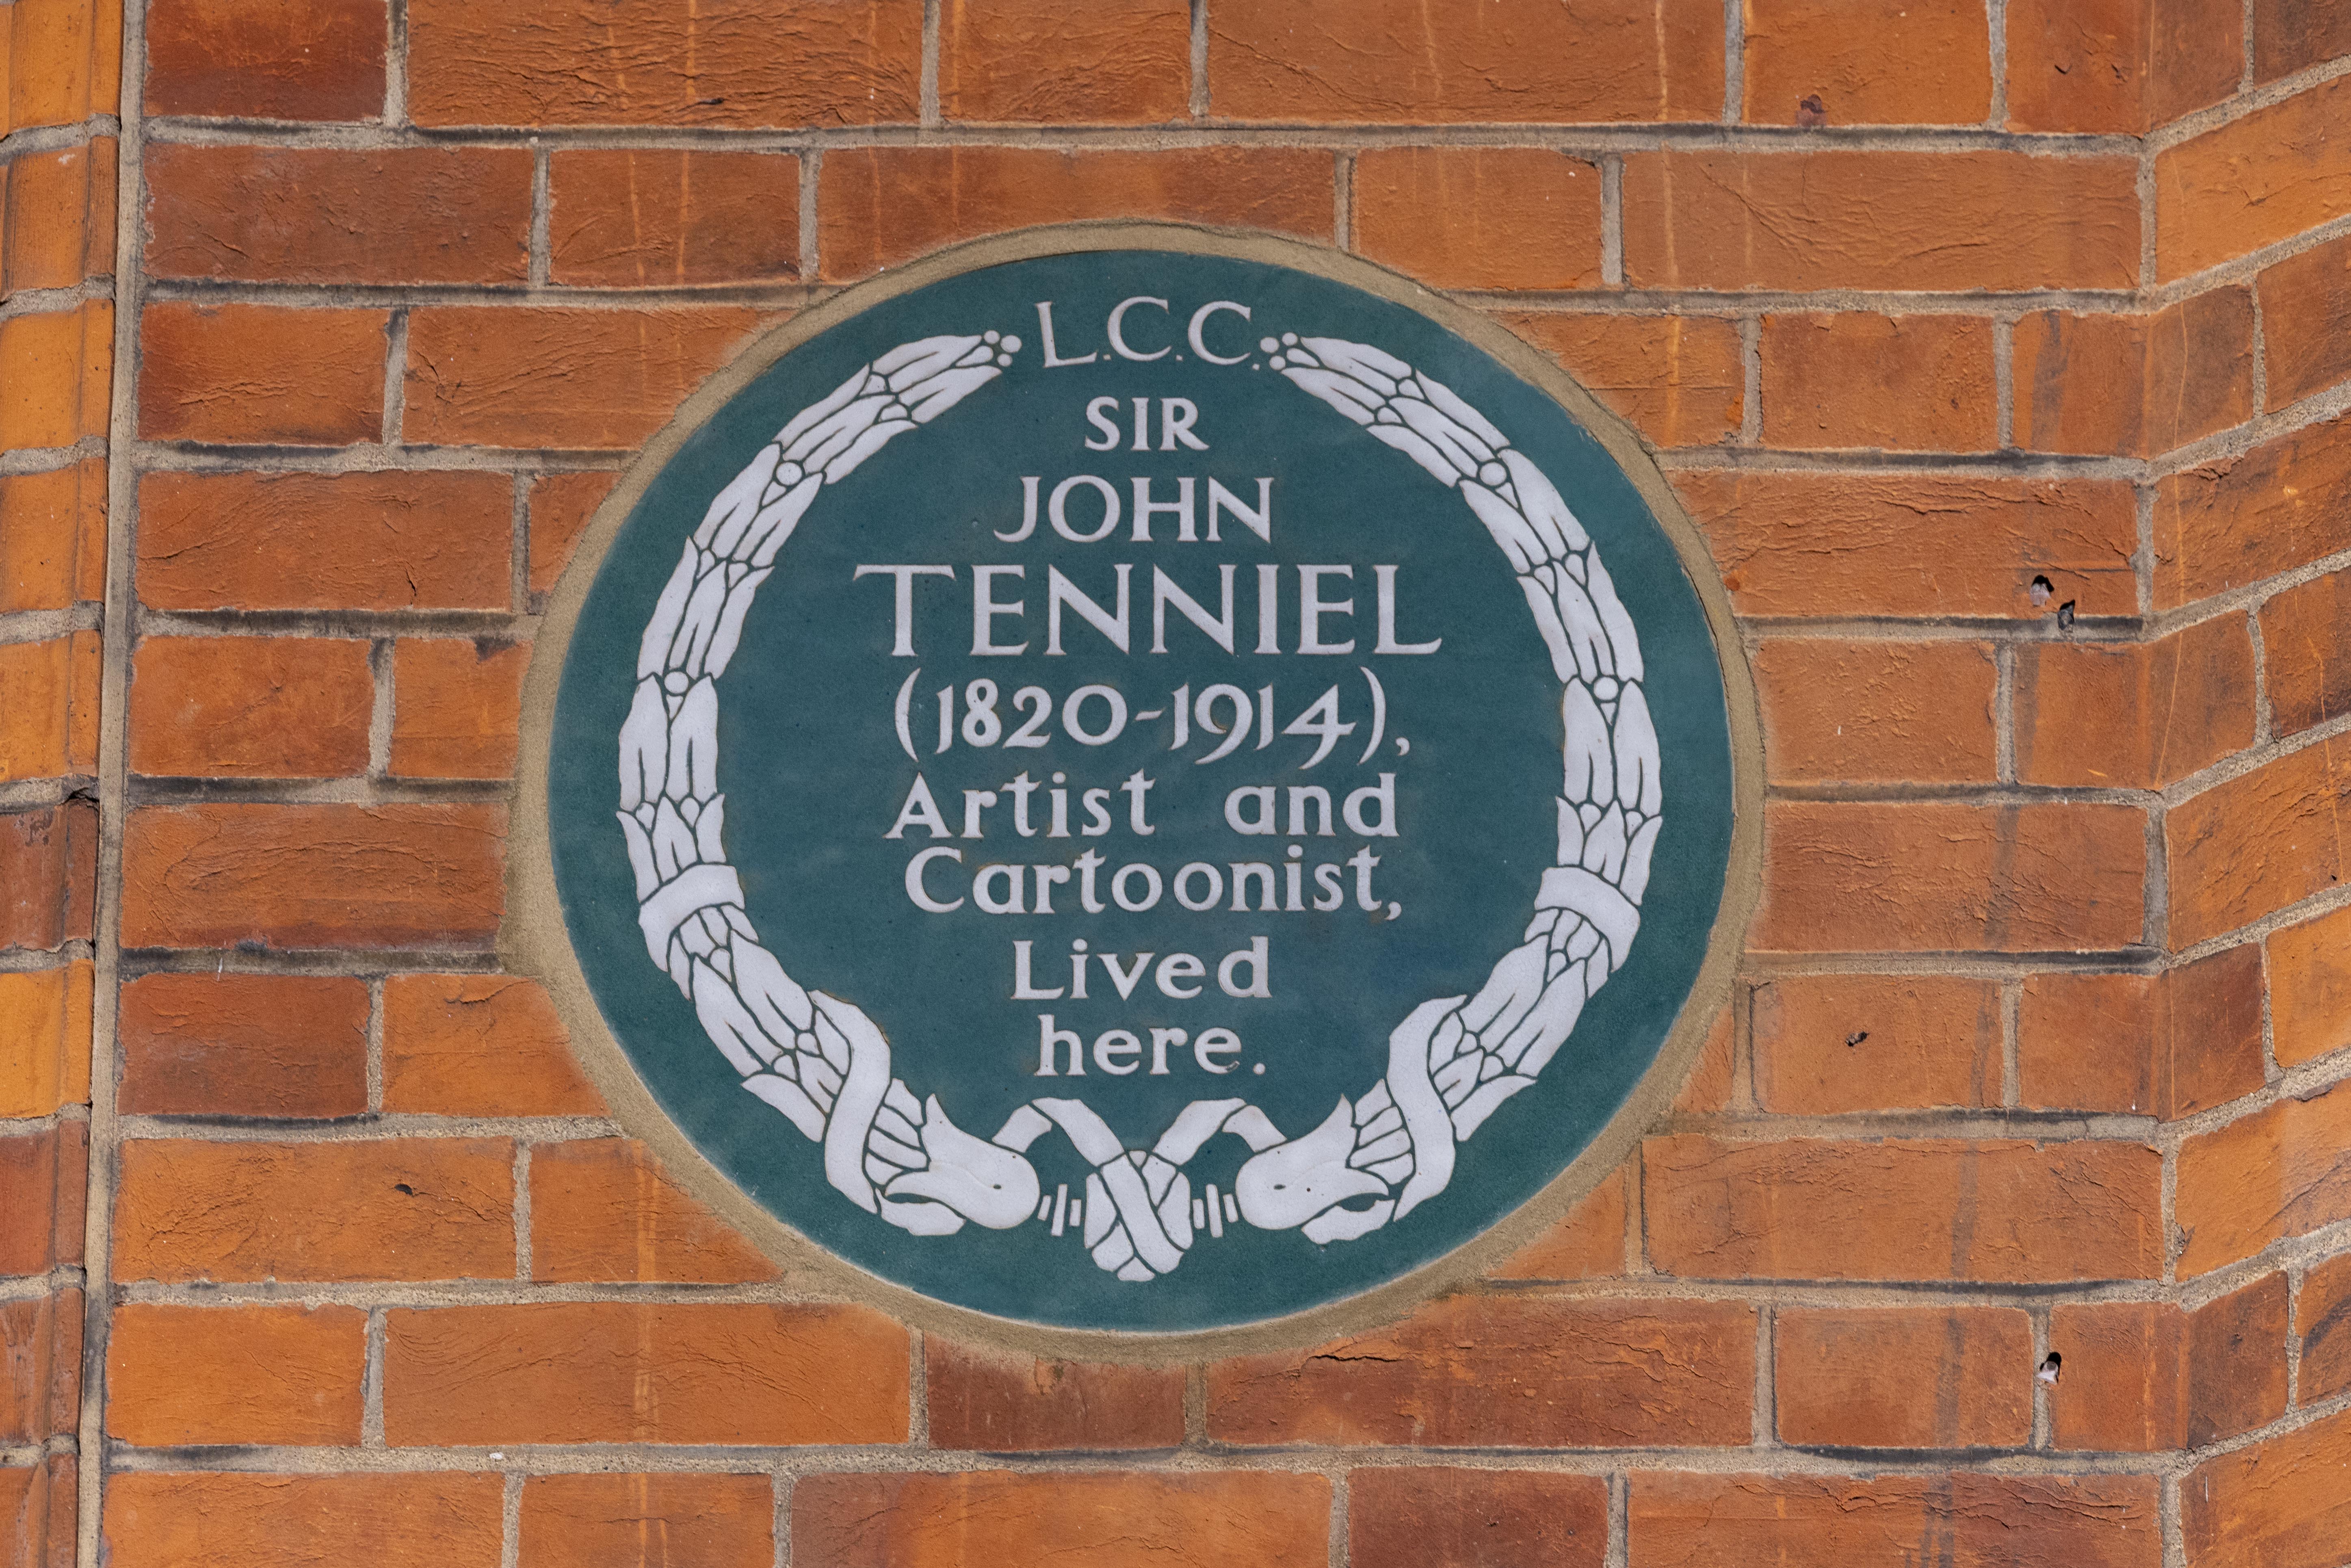 L.C.C.
SIR
JOHN
TENNIEL
(1820-1914),
Artist and
Cartoonist,
Lived
here.